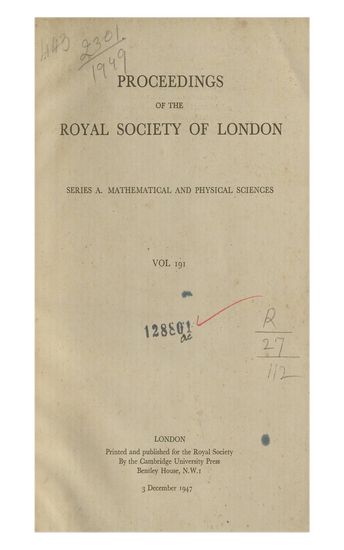 443 2301
1949
PROCEEDINGS
OF THE
ROYAL SOCIETY OF LONDON
SERIES A. MATHEMATICAL AND PHYSICAL SCIENCES
VOL 191
128801
R
27
112
LONDON
Printed and published for the Royal Society
By the Cambridge University Press
Bentley House, N.W.1
3 December 1947